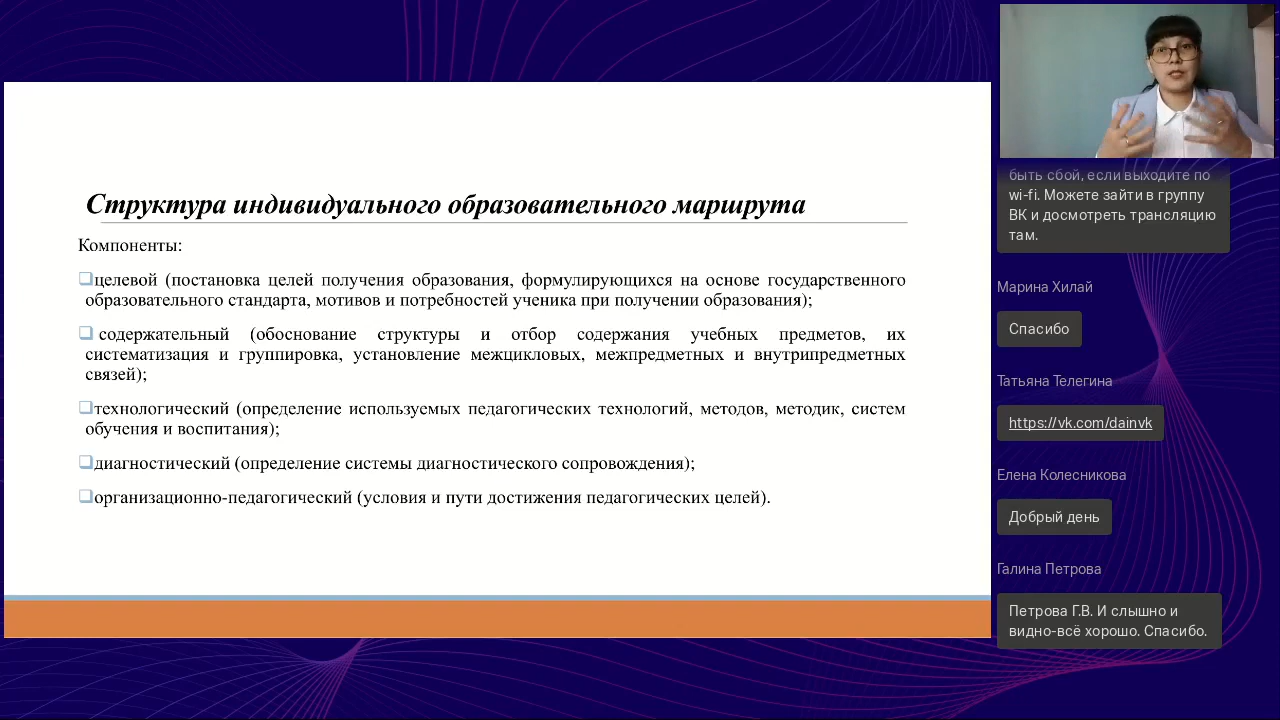 Структура индивидуального образовательного маршрута
Компоненты:
целевой (постановка целей получения образования, формулирующихся на основе государственного
образовательного стандарта, мотивов и потребностей ученика при получении образования);
содержательный (обоснование структуры и отбор содержания учебных предметов, их
систематизация и группировка, установление межцикловых, межпредметных и внутрипредметных
связей);
технологический (определение используемых педагогических технологий, методов, методик, систем
обучения и воспитания);
диагностический (определение системы диагностического сопровождения);
организационно-педагогический (условия и пути достижения педагогических целей).
быть сбой, если выходите по
wi-fi. Можете зайти в группу
ВК и досмотреть трансляцию
там.
Марина Хилай
Спасибо
Татьяна Телегина
https://vk.com/dainvk
Елена Колесникова
Добрый день
Галина Петрова
Петрова Г.В. И слышно и
видно-всё хорошо. Спасибо.